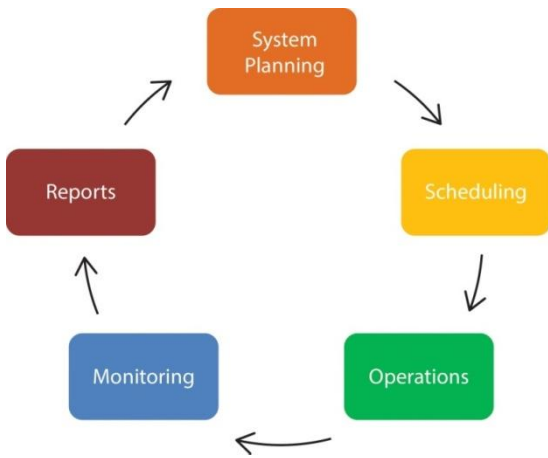 System
Planning
Scheduling
Operations
Monitoring
Reports